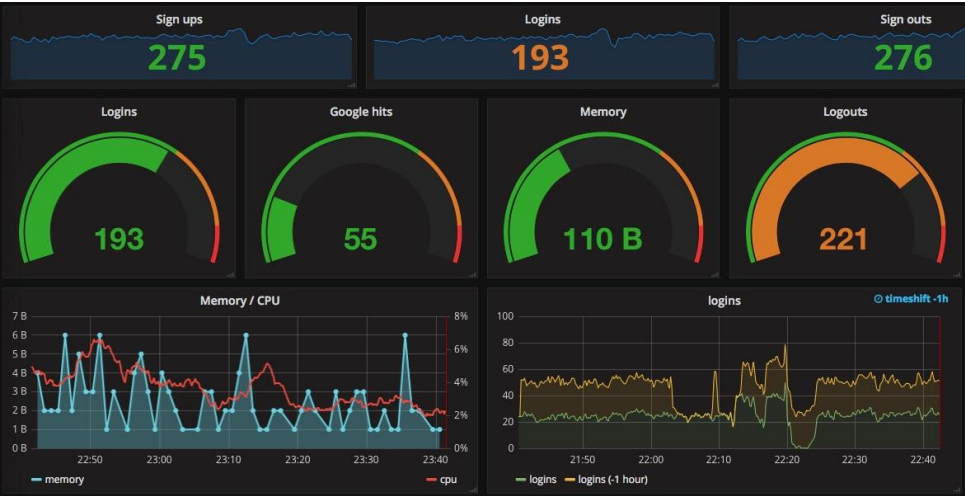 Sign ups
Logins
Sign outs
275
193
276
Logins
Google hits
Memory
Logouts
193
55
110 B
221
Memory / CPU
7 B
6 B
5 B
4 B
3 B
2 B
1 B
0 B
8%
6%
4%
2%
0%
22:50
23:00
23:10
23:20
23:30
23:40
memory
cpu
logins
timeshift -1h
100
80
60
40
20
0
21:50
22:00
22:10
22:20
22:30
22:40
logins
logins (-1 hour)